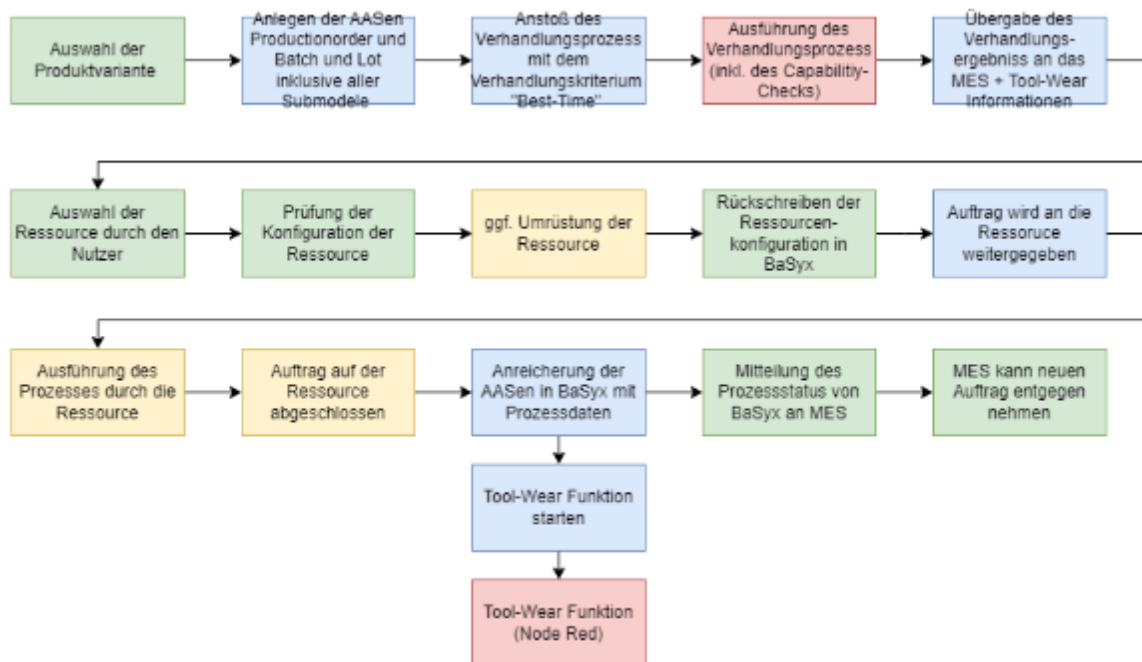 Auswahl der
Produktvariante
Anlegen der AASen
Productionorder und
Batch und Lot
inklusive aller
Submodele
Anstoß des
Verhandlungsprozess
mit dem
Verhandlungskriterium
"Best-Time"
Ausführung des
Verhandlungsprozess
(inkl. des Capabilitiy-
Checks)
Übergabe des
Verhandlungs-
ergebniss an das
MES + Tool-Wear
Informationen
Auswahl der
Ressource durch den
Nutzer
Prüfung der
Konfiguration der
Ressource
ggf. Umrüstung der
Ressource
Rückschreiben der
Ressourcen-
konfiguration in
BaSyx
Auftrag wird an die
Ressoruce
weitergegeben
Ausführung des
Prozesses durch die
Ressource
Auftrag auf der
Ressource
abgeschlossen
Anreicherung der
AASen in BaSyx mit
Prozessdaten
Mitteilung des
Prozessstatus von
BaSyx an MES
MES kann neuen
Auftrag entgegen
nehmen
Tool-Wear Funktion
starten
Tool-Wear Funktion
(Node Red)